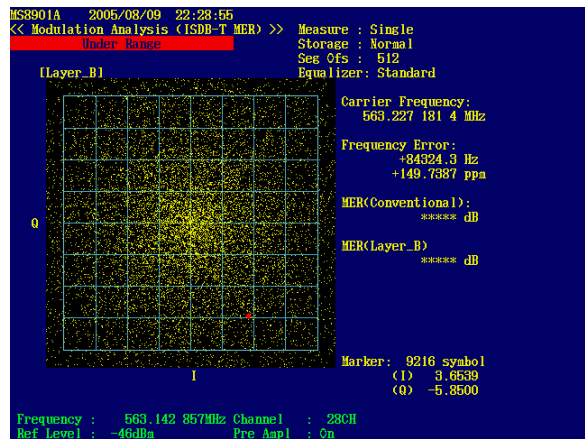 MS8901A 2005/08/09 22:28:55
<< Modulation Analysis (ISDB-T MER) >> Measure : Single
Under Range Storage : Normal
Seg Ofs : 512
[Layer_B] Equalizer: Standard
Carrier Frequency:
563.227 181 4 MHz
Frequency Error:
+84324.3 Hz
+149.7387 ppm
MER(Conventional):
***** dB
Q
MER(Layer_B)
***** dB
Marker: 9216 symbol
I (I) 3.6539
(Q) -5.8500
Frequency : 563.142 857MHz Channel : 28CH
Ref Level : -46dBm Pre Ampl : On